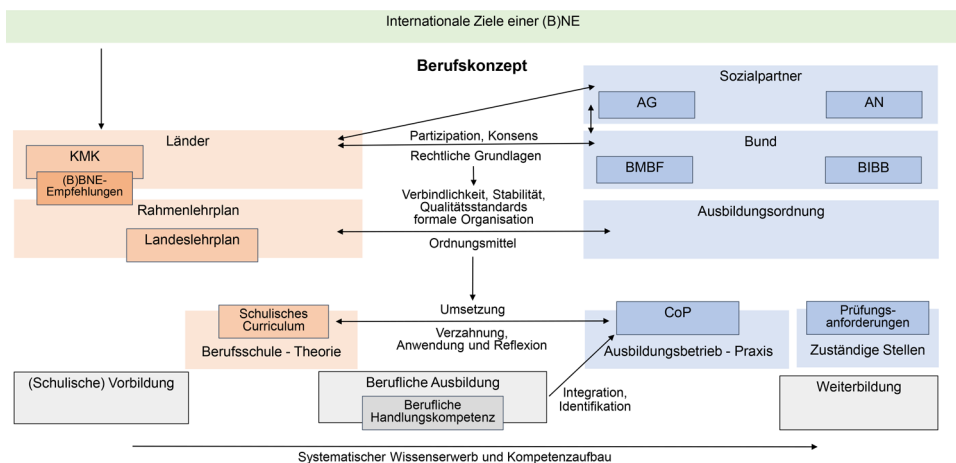 Internationale Ziele einer (B)NE
Berufskonzept
Sozialpartner
AG
AN
Länder
KMK
(B)BNE-
Empfehlungen
Partizipation, Konsens
Rechtliche Grundlagen
Bund
BMBF
BIBB
Verbindlichkeit, Stabilität,
Qualitätsstandards
formale Organisation
Rahmenlehrplan
Landeslehrplan
Ordnungsmittel
Ausbildungsordnung
Umsetzung
Schulisches
Curriculum
Berufsschule - Theorie
Verzahnung,
Anwendung und Reflexion
CoP
Ausbildungsbetrieb - Praxis
Prüfungs-
anforderungen
Zuständige Stellen
(Schulische) Vorbildung
Berufliche Ausbildung
Berufliche
Handlungskompetenz
Integration,
Identifikation
Weiterbildung
Systematischer Wissenserwerb und Kompetenzaufbau